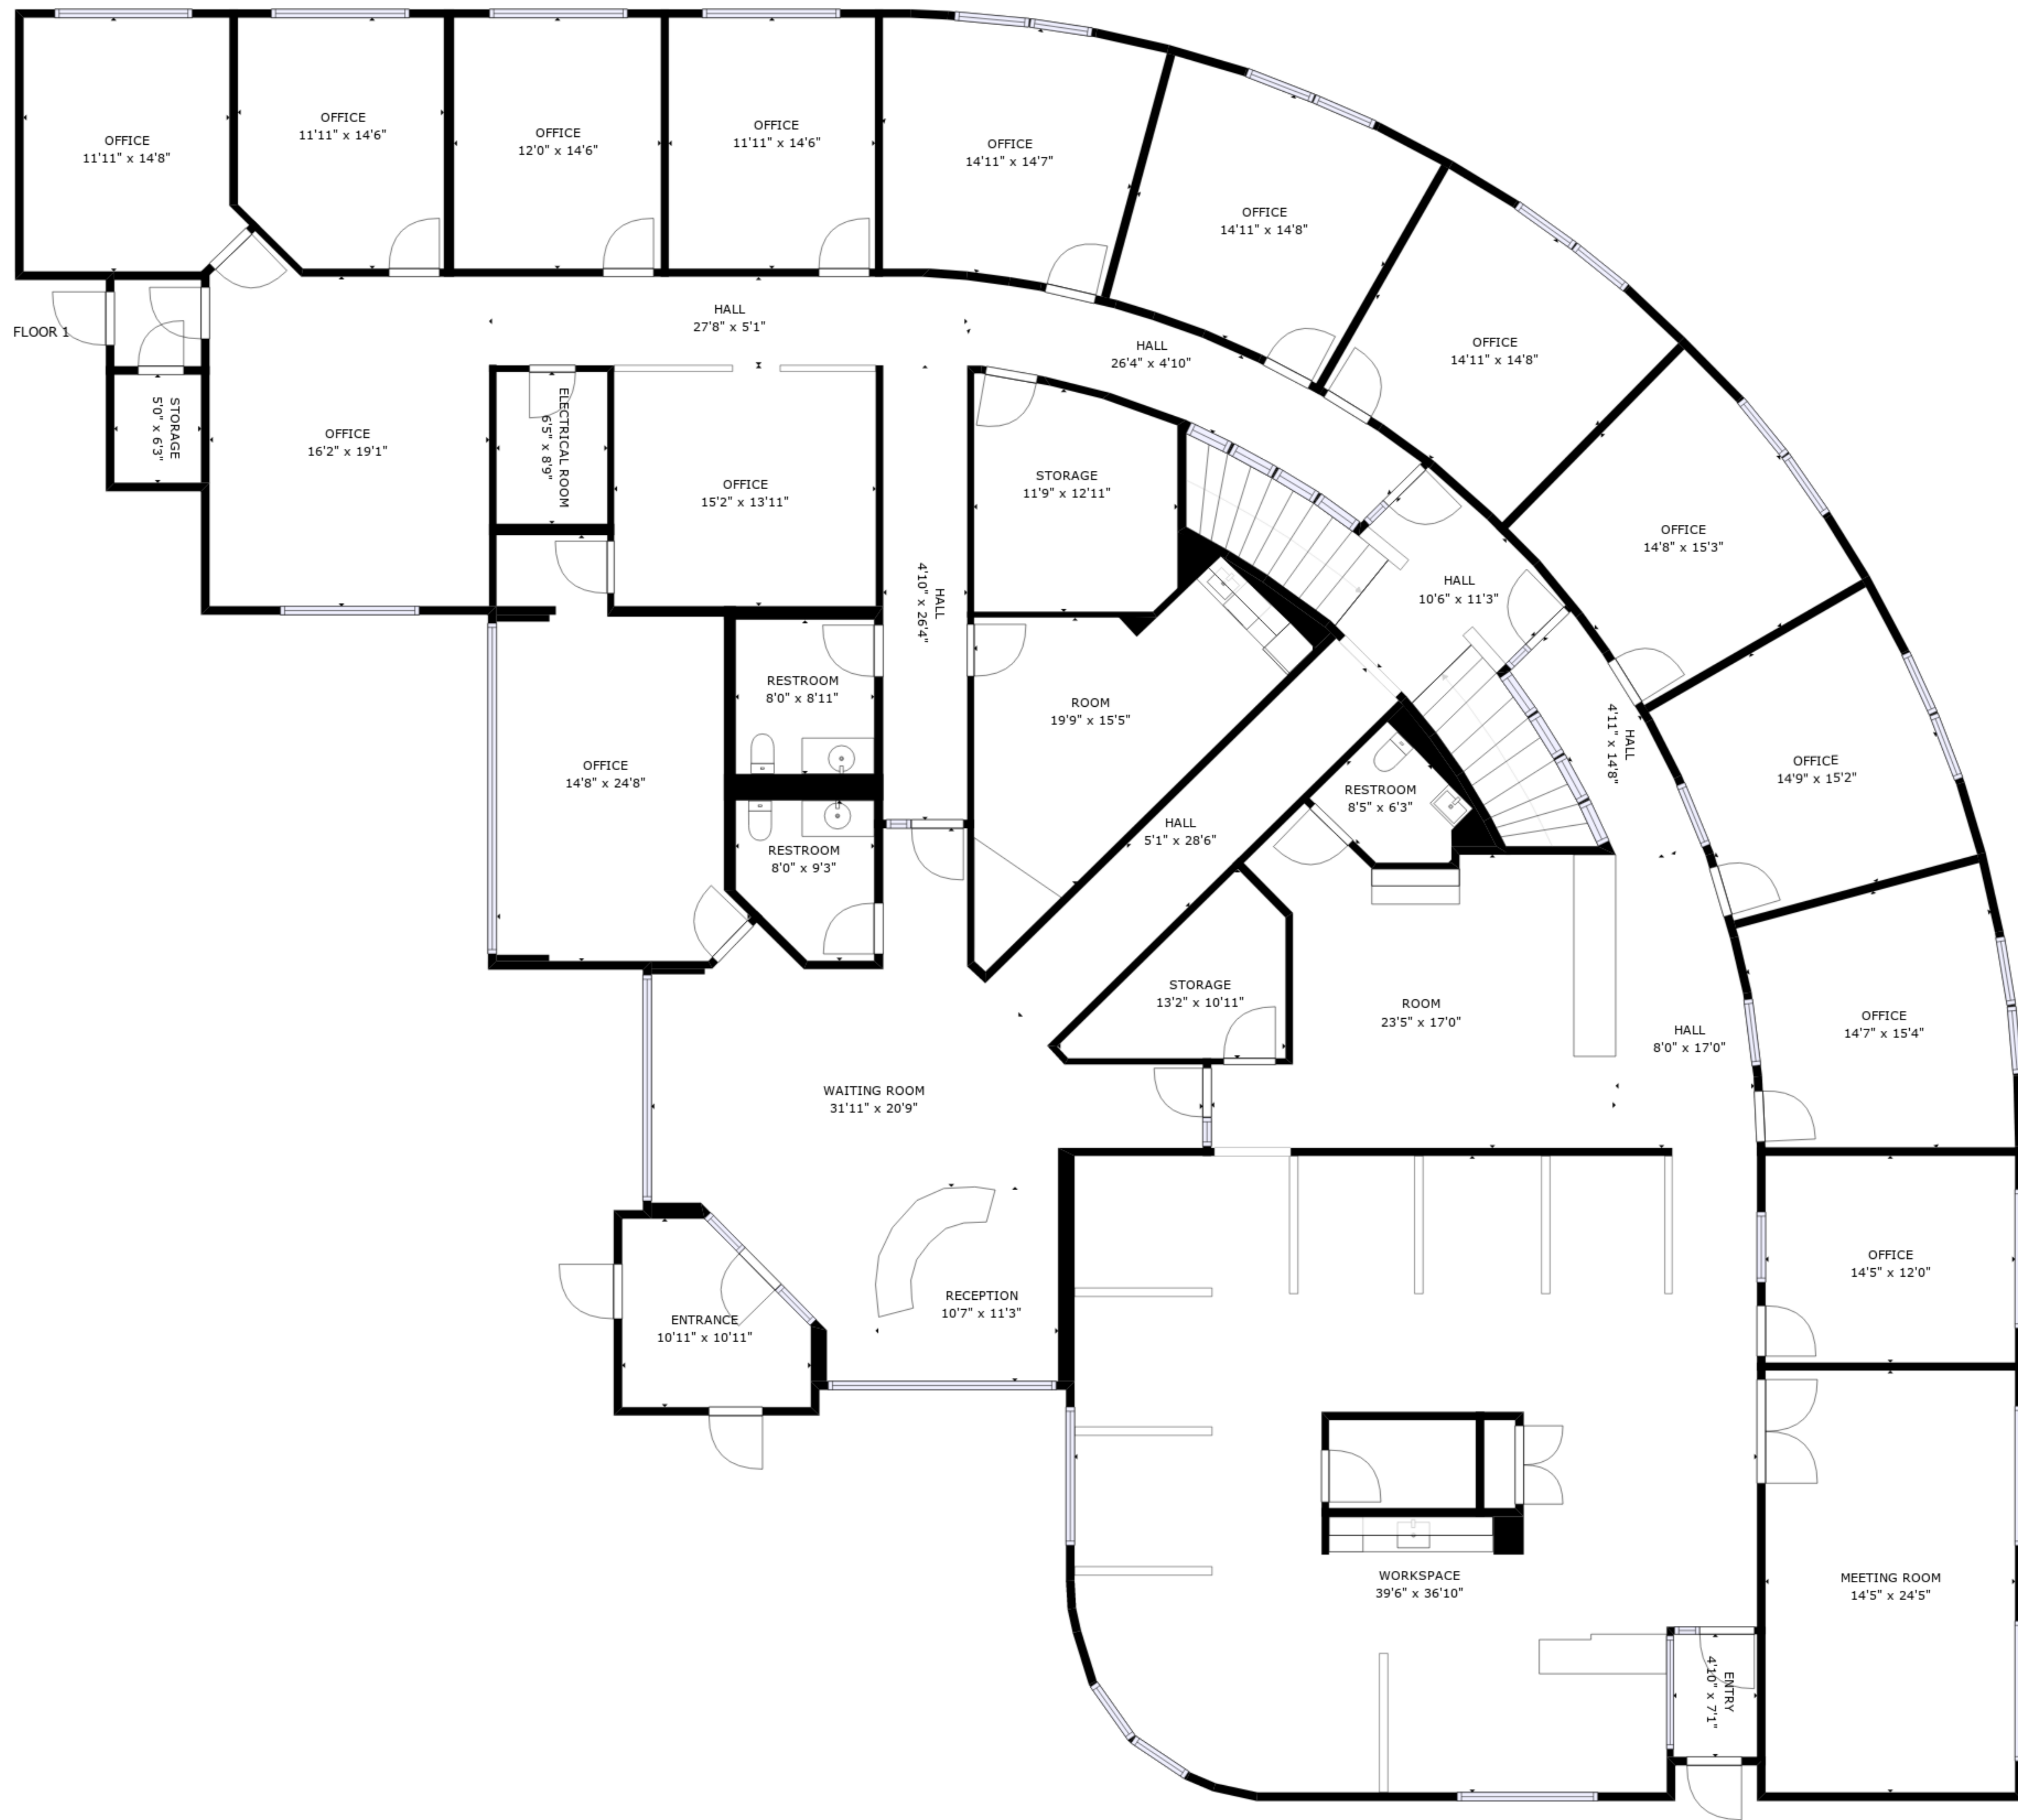 OFFICE
11'11" x 14'8"
OFFICE
11'11" x 14'6"
OFFICE
12'0" x 14'6"
OFFICE
11'11" x 14'6"
OFFICE
14'11" x 14'7"
OFFICE
14'11" x 14'8"
OFFICE
14'11" x 14'8"
FLOOR 1
HALL
27'8" x 5'1"
HALL
26'4" x 4'10"
STORAGE
5'0" x 6'3"
OFFICE
16'2" x 19'1"
ELECTRICAL ROOM
6'5" x 8'9"
OFFICE
15'2" x 13'11"
STORAGE
11'9" x 12'11"
OFFICE
14'8" x 15'3"
HALL
4'10" x 26'4"
HALL
10'6" x 11'3"
RESTROOM
8'0" x 8'11"
ROOM
19'9" x 15'5"
HALL
4'11" x 14'8"
OFFICE
14'8" x 24'8"
OFFICE
14'9" x 15'2"
RESTROOM
8'5" x 6'3"
HALL
5'1" x 28'6"
RESTROOM
8'0" x 9'3"
STORAGE
13'2" x 10'11"
ROOM
23'5" x 17'0"
OFFICE
14'7" x 15'4"
HALL
8'0" x 17'0"
WAITING ROOM
31'11" x 20'9"
OFFICE
14'5" x 12'0"
RECEPTION
10'7" x 11'3"
ENTRANCE
10'11" x 10'11"
WORKSPACE
39'6" x 36'10"
MEETING ROOM
14'5" x 24'5"
ENTRY
4'10" x 7'1"